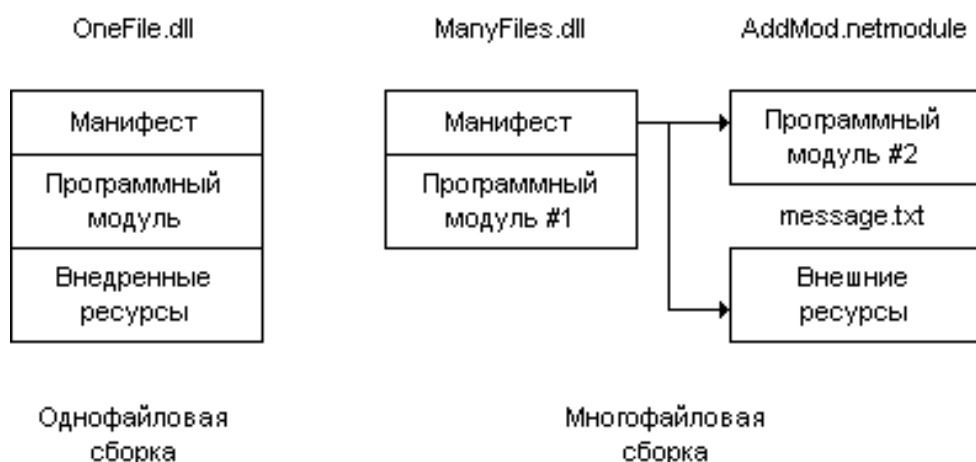 OneFile.dll
Манифест
Программный
модуль
Внедренные
ресурсы
Однофайловая
сборка
ManyFiles.dll
Манифест
Программный
модуль #1
AddMod.netmodule
Программный
модуль #2
message.txt
Внешние
ресурсы
Многофайловая
сборка